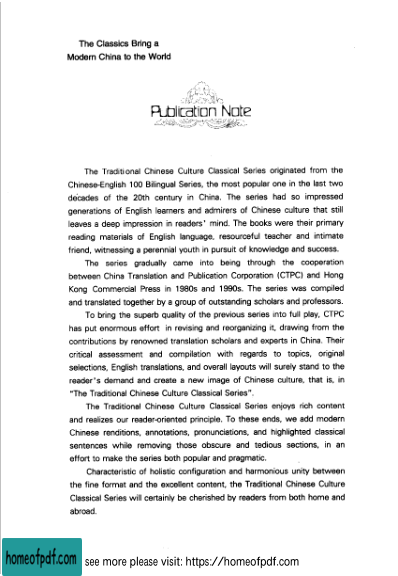 The Classics Bring a
Modern China to the World
Publication Note
The Traditional Chinese Culture Classical Series originated from the
Chinese-English 100 Bilingual Series, the most popular one in the last two
decades of the 20th century in China. The series had so impressed
generations of English learners and admirers of Chinese culture that still
leaves a deep impression in readers' mind. The books were their primary
reading materials of English language, resourceful teacher and intimate
friend, witnessing a perennial youth in pursuit of knowledge and success.
The series gradually came into being through the cooperation
between China Translation and Publication Corporation (CTPC) and Hong
Kong Commercial Press in 1980s and 1990s. The series was compiled
and translated together by a group of outstanding scholars and professors.
To bring the superb quality of the previous series into full play, CTPC
has put enormous effort in revising and reorganizing it, drawing from the
contributions by renowned translation scholars and experts in China. Their
critical assessment and compilation with regards to topics, original
selections, English translations, and overall layouts will surely stand to the
reader's demand and create a new image of Chinese culture, that is, in
"The Traditional Chinese Culture Classical Series".
The Traditional Chinese Culture Classical Series enjoys rich content
and realizes our reader-oriented principle. To these ends, we add modern
Chinese renditions, annotations, pronunciations, and highlighted classical
sentences while removing those obscure and tedious sections, in an
effort to make the series both popular and pragmatic.
Characteristic of holistic configuration and harmonious unity between
the fine format and the excellent content, the Traditional Chinese Culture
Classical Series will certainly be cherished by readers from both home and
abroad.
homeofpdf.com
see more please visit: https://homeofpdf.com